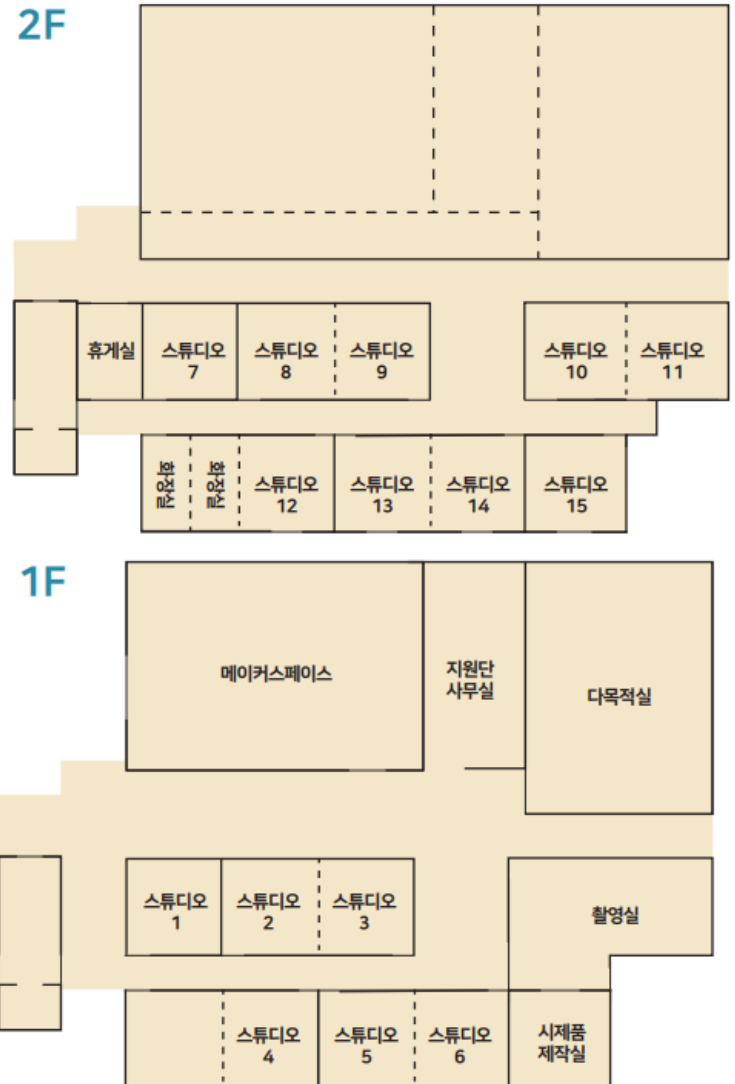 2F
휴게실
스튜디오
7
스튜디오
8
스튜디오
9
스튜디오
10
스튜디오
11
화장실
화장실
스튜디오
12
스튜디오
13
스튜디오
14
스튜디오
15
1F
메이커스페이스
지원단
사무실
다목적실
스튜디오
1
스튜디오
2
스튜디오
3
촬영실
스튜디오
4
스튜디오
5
스튜디오
6
시제품
제작실